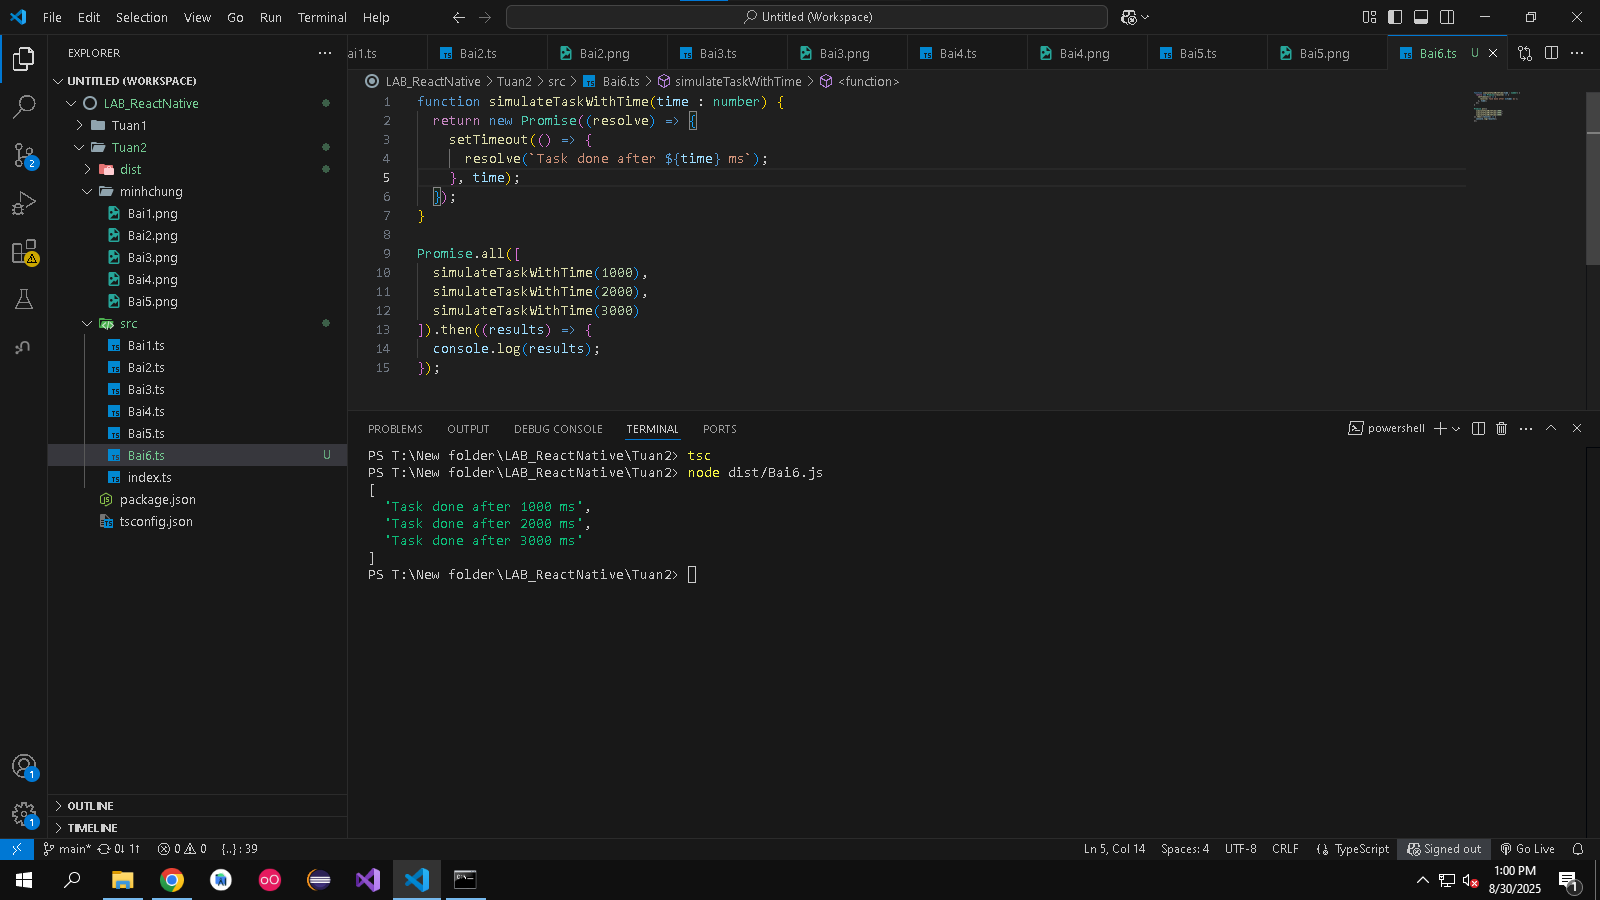 File Edit Selection View Go Run Terminal Help
Untitled (Workspace)
EXPLORER
UNTITLED (WORKSPACE)
LAB_ReactNative
Tuan1
Tuan2
dist
minhchung
Bai1.png
Bai2.png
Bai3.png
Bai4.png
Bai5.png
src
Bai1.ts
Bai2.ts
Bai3.ts
Bai4.ts
Bai5.ts
Bai6.ts U
index.ts
package.json
tsconfig.json
OUTLINE
TIMELINE
2
1
1
ai1.ts Bai2.ts Bai2.png Bai3.ts Bai3.png Bai4.ts Bai4.png Bai5.ts Bai5.png Bai6.ts U
LAB_ReactNative > Tuan2 > src > Bai6.ts > simulateTaskWithTime > <function>
1 function simulateTaskWithTime(time : number) {
2 return new Promise((resolve) => {
3 setTimeout(() => {
4 resolve(`Task done after ${time} ms`);
5 }, time);
6 });
7 }
8
9 Promise.all([
10 simulateTaskWithTime(1000),
11 simulateTaskWithTime(2000),
12 simulateTaskWithTime(3000)
13 ]).then((results) => {
14 console.log(results);
15 });
PROBLEMS OUTPUT DEBUG CONSOLE TERMINAL PORTS
powershell
PS T:\New folder\LAB_ReactNative\Tuan2> tsc
PS T:\New folder\LAB_ReactNative\Tuan2> node dist/Bai6.js
[
'Task done after 1000 ms',
'Task done after 2000 ms',
'Task done after 3000 ms'
]
PS T:\New folder\LAB_ReactNative\Tuan2>
main* 0↓ 1↑ 0 0 {..} : 39
Ln 5, Col 14 Spaces: 4 UTF-8 CRLF TypeScript Signed out Go Live
1:00 PM
8/30/2025
1